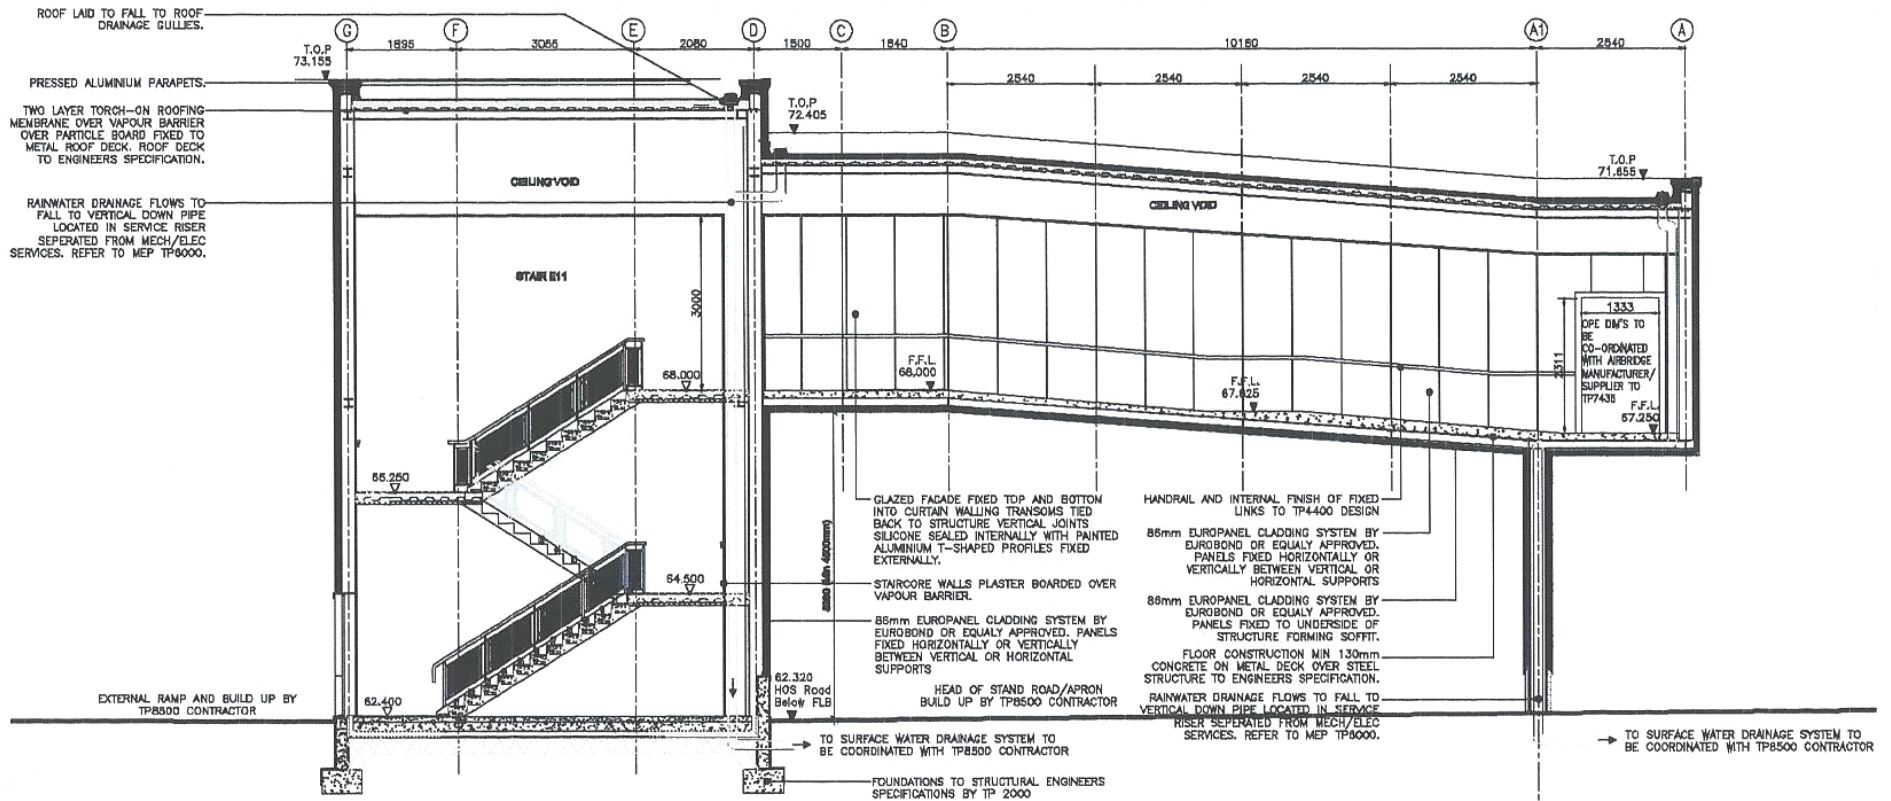 ROOF LAID TO FALL TO ROOF
DRAINAGE GULLIES.
G
F
E
D
C
B
A1
A
1895
3055
2060
1500
1840
10160
2540
2540
2540
2540
2540
T.O.P
73.155
PRESSED ALUMINIUM PARAPETS.
TWO LAYER TORCH-ON ROOFING
MEMBRANE OVER VAPOUR BARRIER
OVER PARTICLE BOARD FIXED TO
METAL ROOF DECK. ROOF DECK
TO ENGINEERS SPECIFICATION.
T.O.P
72.405
T.O.P
71.655
CEILING VOID
CEILING VOID
RAINWATER DRAINAGE FLOWS TO
FALL TO VERTICAL DOWN PIPE
LOCATED IN SERVICE RISER
SEPERATED FROM MECH/ELEC
SERVICES. REFER TO MEP TP6000.
STAIR E11
3000
1333
2311
OPE DIM'S TO
BE
CO-ORDINATED
WITH AIRBRIDGE
MANUFACTURER/
SUPPLIER TO
TP7435
F.F.L.
68.000
68.000
F.F.L.
67.625
F.F.L.
67.250
66.250
64.500
GLAZED FACADE FIXED TOP AND BOTTOM
INTO CURTAIN WALLING TRANSOMS TIED
BACK TO STRUCTURE VERTICAL JOINTS
SILICONE SEALED INTERNALLY WITH PAINTED
ALUMINIUM T-SHAPED PROFILES FIXED
EXTERNALLY.
STAIRCORE WALLS PLASTER BOARDED OVER
VAPOUR BARRIER.
86mm EUROPANEL CLADDING SYSTEM BY
EUROBOND OR EQUALY APPROVED. PANELS
FIXED HORIZONTALLY OR VERTICALLY
BETWEEN VERTICAL OR HORIZONTAL
SUPPORTS
HANDRAIL AND INTERNAL FINISH OF FIXED
LINKS TO TP4400 DESIGN
86mm EUROPANEL CLADDING SYSTEM BY
EUROBOND OR EQUALY APPROVED.
PANELS FIXED HORIZONTALLY OR
VERTICALLY BETWEEN VERTICAL OR
HORIZONTAL SUPPORTS
86mm EUROPANEL CLADDING SYSTEM BY
EUROBOND OR EQUALY APPROVED.
PANELS FIXED TO UNDERSIDE OF
STRUCTURE FORMING SOFFIT.
FLOOR CONSTRUCTION MIN 130mm
CONCRETE ON METAL DECK OVER STEEL
STRUCTURE TO ENGINEERS SPECIFICATION.
RAINWATER DRAINAGE FLOWS TO FALL TO
VERTICAL DOWN PIPE LOCATED IN SERVICE
RISER SEPERATED FROM MECH/ELEC
SERVICES. REFER TO MEP TP6000.
(Min 4600mm)
62.320
HOS Road
Below FLB
HEAD OF STAND ROAD/APRON
BUILD UP BY TP8500 CONTRACTOR
EXTERNAL RAMP AND BUILD UP BY
TP8500 CONTRACTOR
62.400
TO SURFACE WATER DRAINAGE SYSTEM TO
BE COORDINATED WITH TP8500 CONTRACTOR
TO SURFACE WATER DRAINAGE SYSTEM TO
BE COORDINATED WITH TP8500 CONTRACTOR
FOUNDATIONS TO STRUCTURAL ENGINEERS
SPECIFICATIONS BY TP 2000